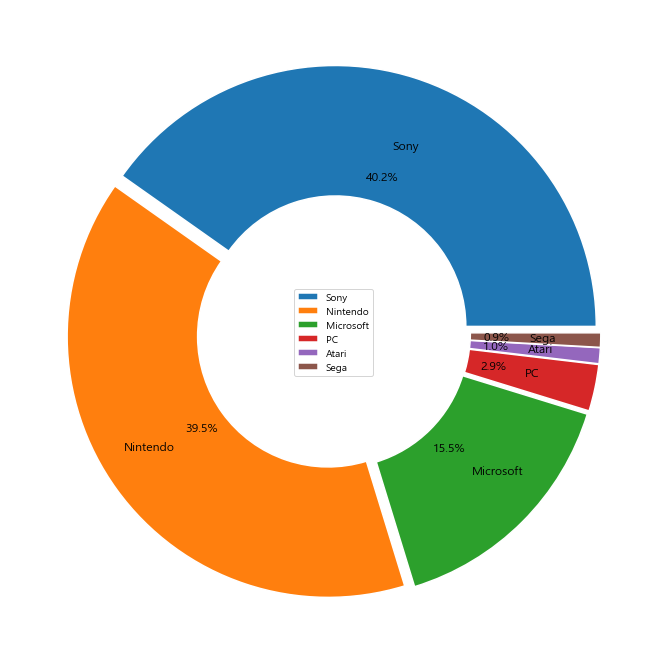 Sony
40.2%
Sony
Nintendo
Microsoft
PC
Atari
Sega
0.9%
Sega
1.0%
Atari
2.9%
PC
39.5%
Nintendo
15.5%
Microsoft